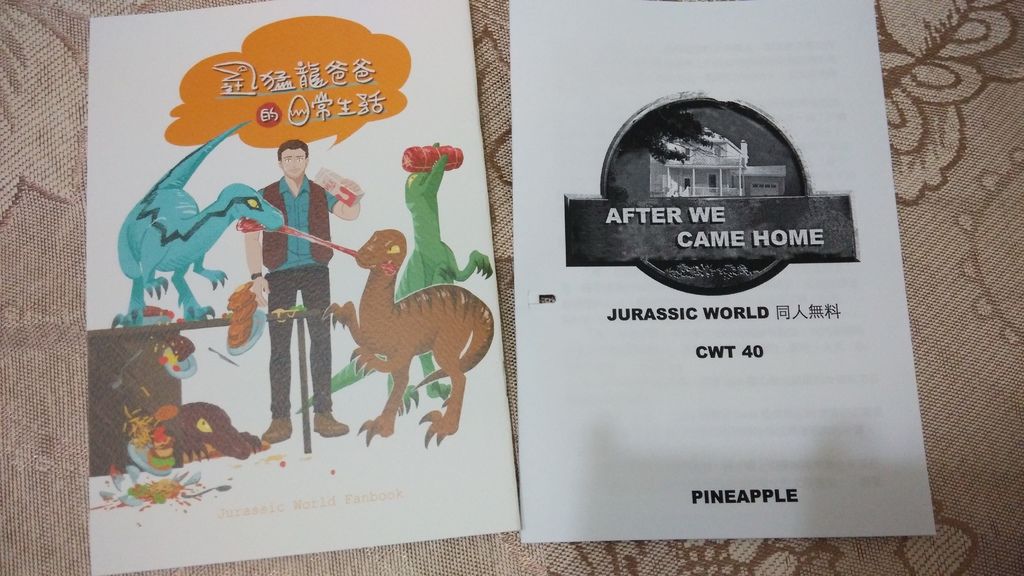 迅猛龍爸爸
的日常生活
Jurassic World Fanbook
AFTER WE
CAME HOME
JURASSIC WORLD 同人無料
CWT 40
PINEAPPLE